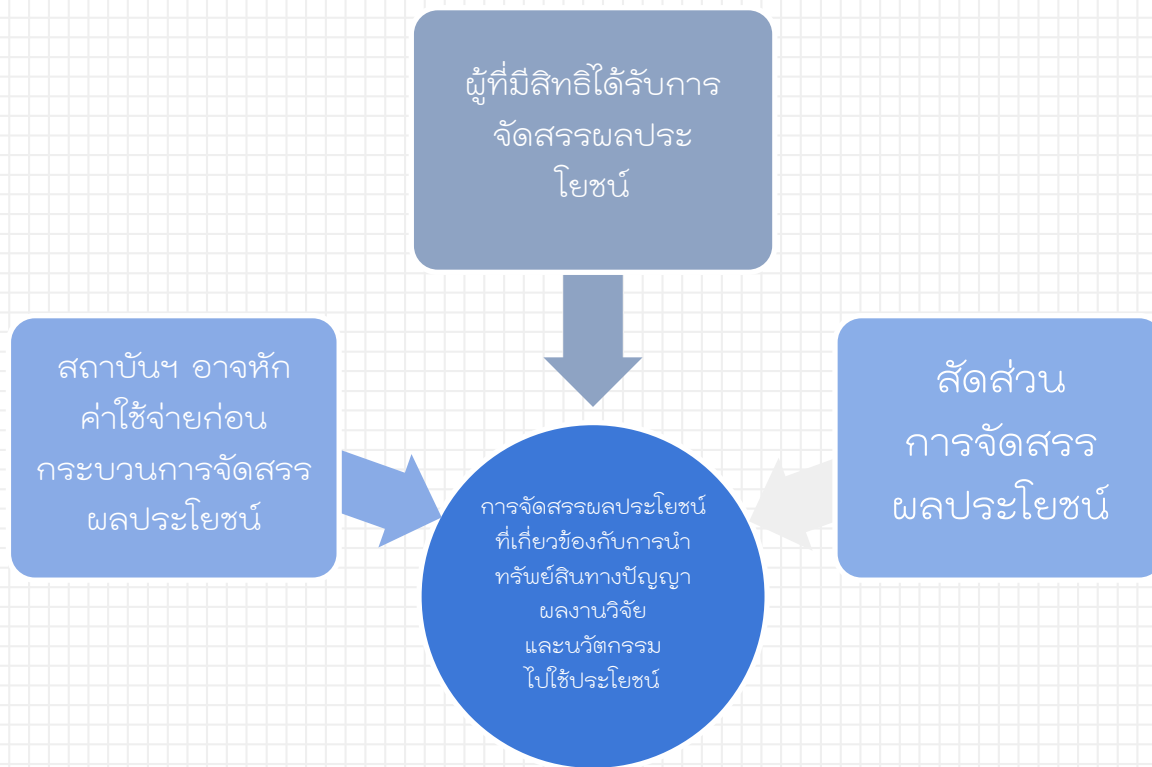 ผู้ที่มีสิทธิได้รับการ
จัดสรรผลประ
โยชน์
สถาบันฯ อาจหัก
ค่าใช้จ่ายก่อน
กระบวนการจัดสรร
ผลประโยชน์
สัดส่วน
การจัดสรร
ผลประโยชน์
การจัดสรรผลประโยชน์
ที่เกี่ยวข้องกับการนำ
ทรัพย์สินทางปัญญา
ผลงานวิจัย
และนวัตกรรม
ไปใช้ประโยชน์